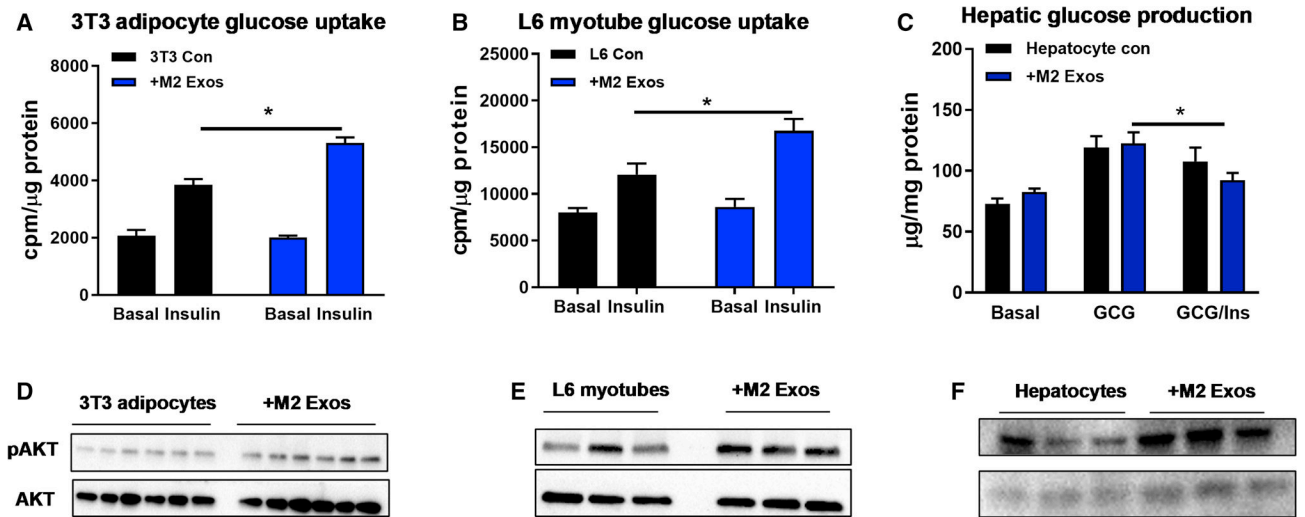 A 3T3 adipocyte glucose uptake
3T3 Con
+M2 Exos
cpm/μg protein
8000
6000
4000
2000
0
*
Basal Insulin Basal Insulin
B L6 myotube glucose uptake
L6 Con
+M2 Exos
cpm/μg protein
25000
20000
15000
10000
5000
0
*
Basal Insulin Basal Insulin
C Hepatic glucose production
Hepatocyte con
+M2 Exos
μg/mg protein
200
150
100
50
0
*
Basal GCG GCG/Ins
D 3T3 adipocytes +M2 Exos
pAKT
AKT
E L6 myotubes +M2 Exos
F Hepatocytes +M2 Exos